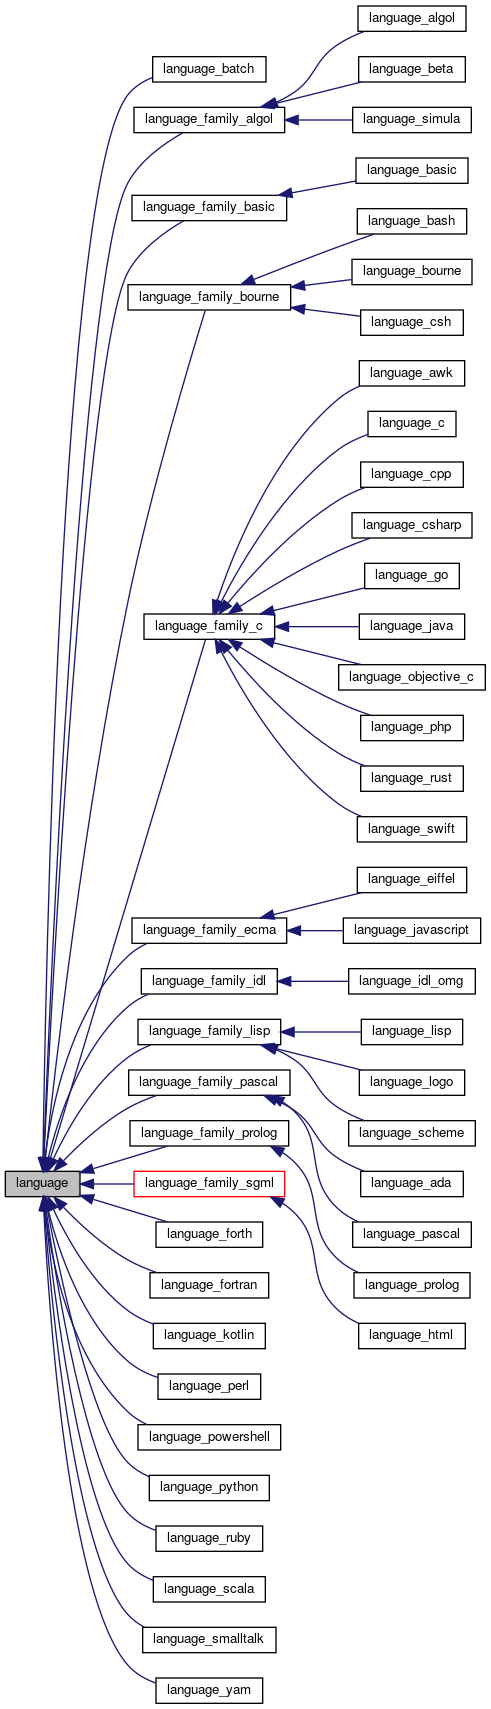 language_algol
language_batch
language_beta
language_family_algol
language_simula
language_basic
language_family_basic
language_bash
language_bourne
language_family_bourne
language_csh
language_awk
language_c
language_cpp
language_csharp
language_go
language_family_c
language_java
language_objective_c
language_php
language_rust
language_swift
language_eiffel
language_family_ecma
language_javascript
language_family_idl
language_idl_omg
language_family_lisp
language_lisp
language_family_pascal
language_logo
language_family_prolog
language_scheme
language
language_family_sgml
language_ada
language_forth
language_pascal
language_fortran
language_prolog
language_kotlin
language_html
language_perl
language_powershell
language_python
language_ruby
language_scala
language_smalltalk
language_yam